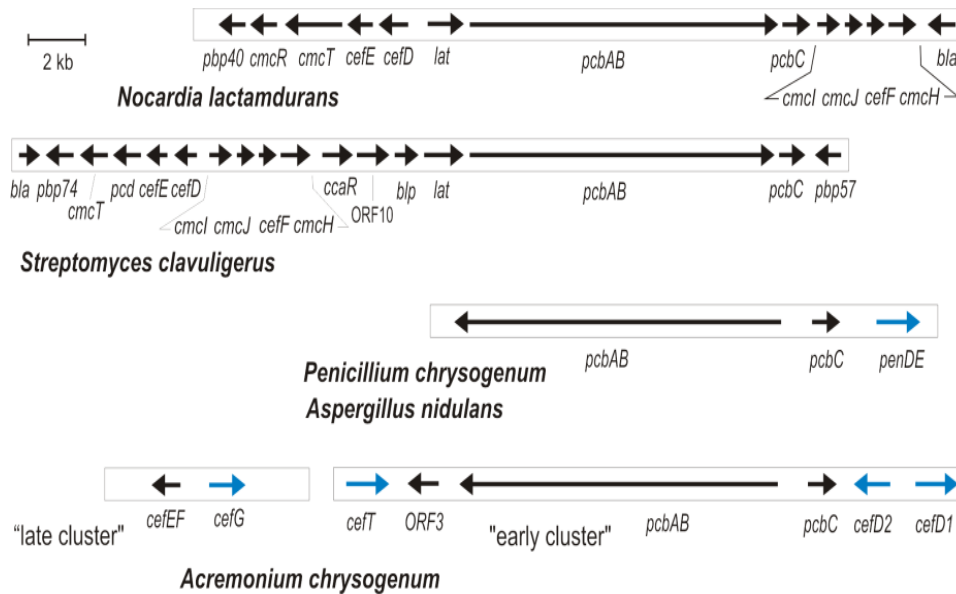 pbp40 cmcR cmcT cefE cefD lat pcbAB pcbC bla
2 kb
cmcI cmcJ cefF cmcH
Nocardia lactamdurans
bla pbp74 pcd cefE cefD ccaR blp lat pcbAB pcbC pbp57
cmcT ORF10
cmcI cmcJ cefF cmcH
Streptomyces clavuligerus
pcbAB pcbC penDE
Penicillium chrysogenum
Aspergillus nidulans
cefEF cefG cefT ORF3 pcbAB pcbC cefD2 cefD1
“late cluster" "early cluster"
Acremonium chrysogenum